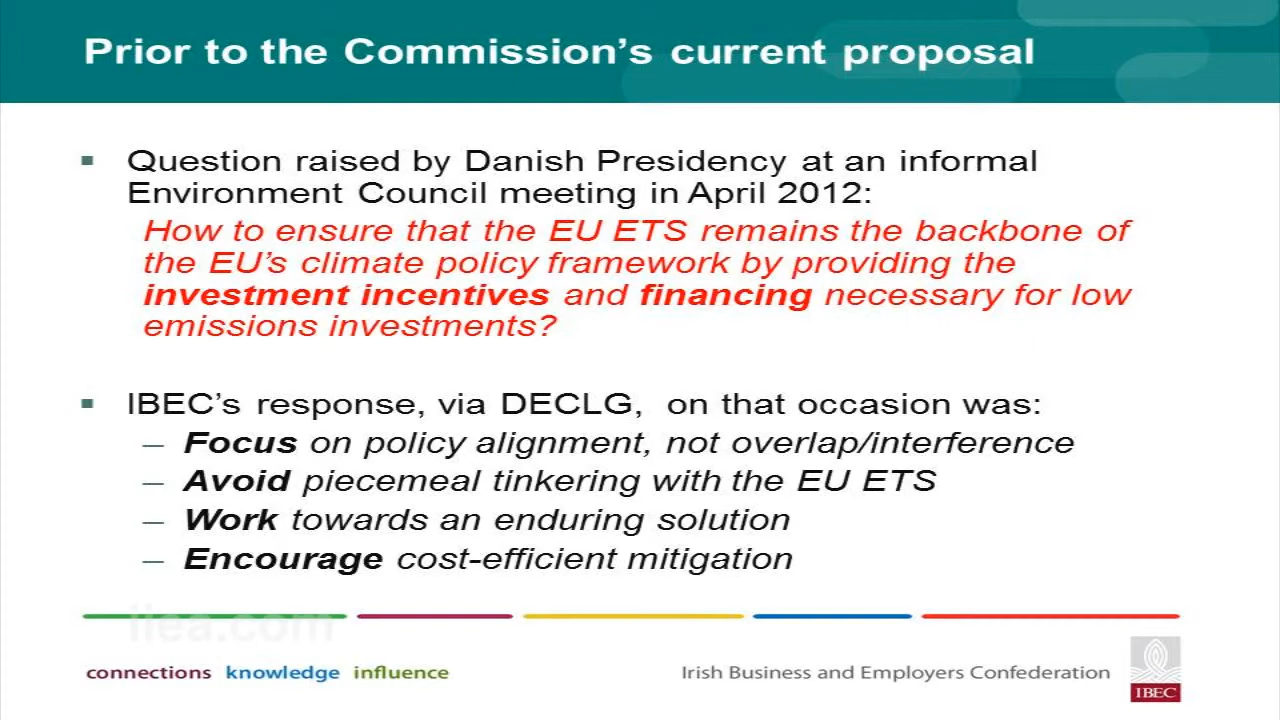 Prior to the Commission's current proposal
Question raised by Danish Presidency at an informal
Environment Council meeting in April 2012:
How to ensure that the EU ETS remains the backbone of
the EU's climate policy framework by providing the
investment incentives and financing necessary for low
emissions investments?
IBEC's response, via DECLG, on that occasion was:
– Focus on policy alignment, not overlap/interference
– Avoid piecemeal tinkering with the EU ETS
– Work towards an enduring solution
– Encourage cost-efficient mitigation
iiea.com
connections knowledge influence
Irish Business and Employers Confederation
IBEC